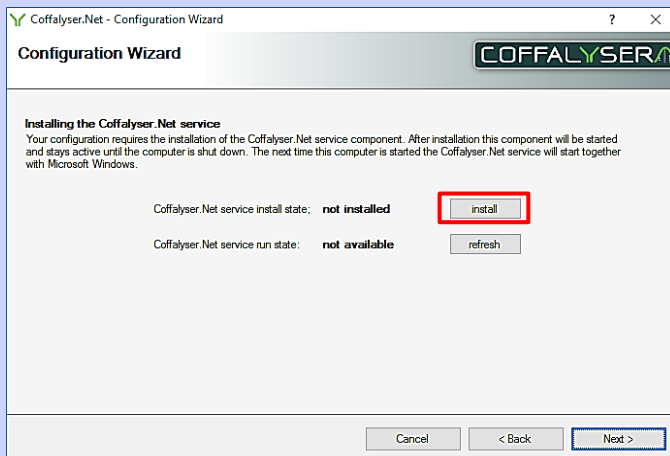 Coffalyser.Net - Configuration Wizard
Configuration Wizard
COFFALYSER
Installing the Coffalyser.Net service
Your configuration requires the installation of the Coffalyser.Net service component. After installation this component will be started
and stays active until the computer is shut down. The next time this computer is started the Coffalyser.Net service will start together
with Microsoft Windows.
Coffalyser.Net service install state; not installed install
Coffalyser.Net service run state: not available refresh
Cancel < Back Next >